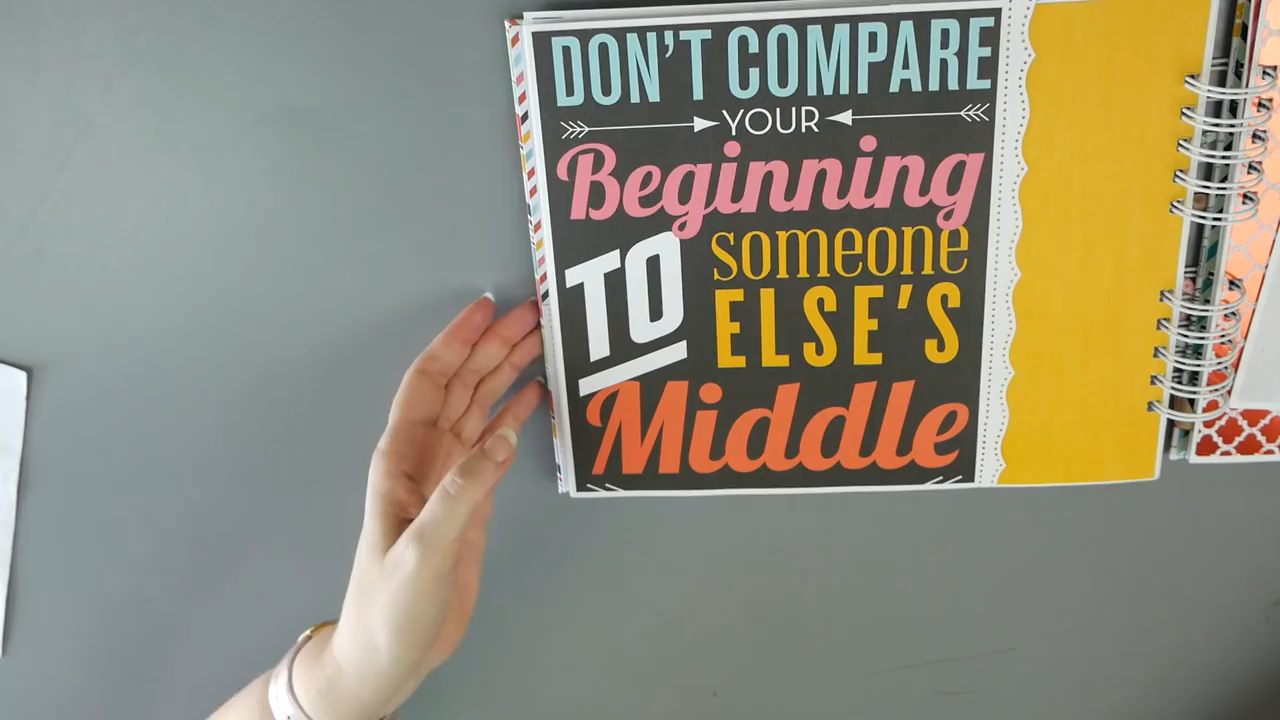 DON'T COMPARE
YOUR
Beginning
TO someone
ELSE'S
Middle